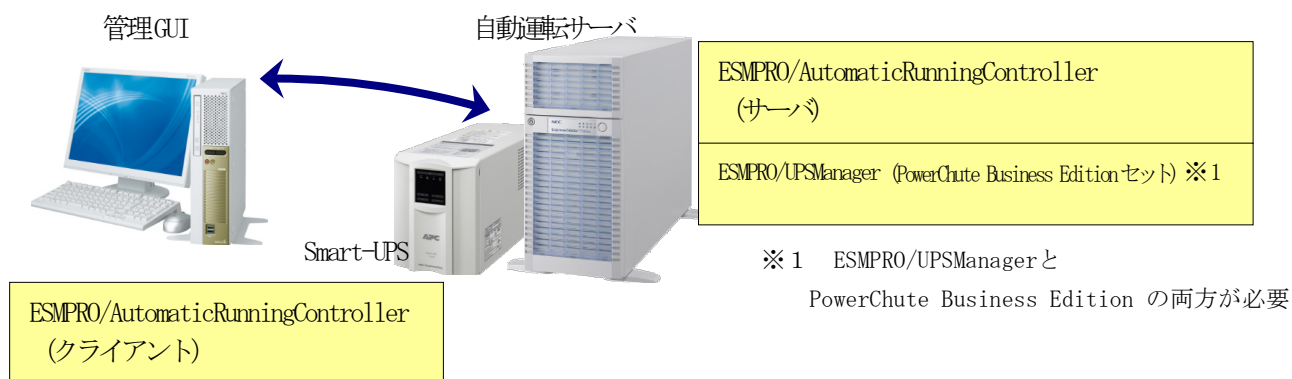 管理GUI
自動運転サーバ
ESMPRO/AutomaticRunningController
(サーバ)
ESMPRO/UPSManager (PowerChute Business Editionセット) ※1
NEC
APC
Smart-UPS
※1 ESMPRO/UPSManagerと
PowerChute Business Edition の両方が必要
ESMPRO/AutomaticRunningController
(クライアント)